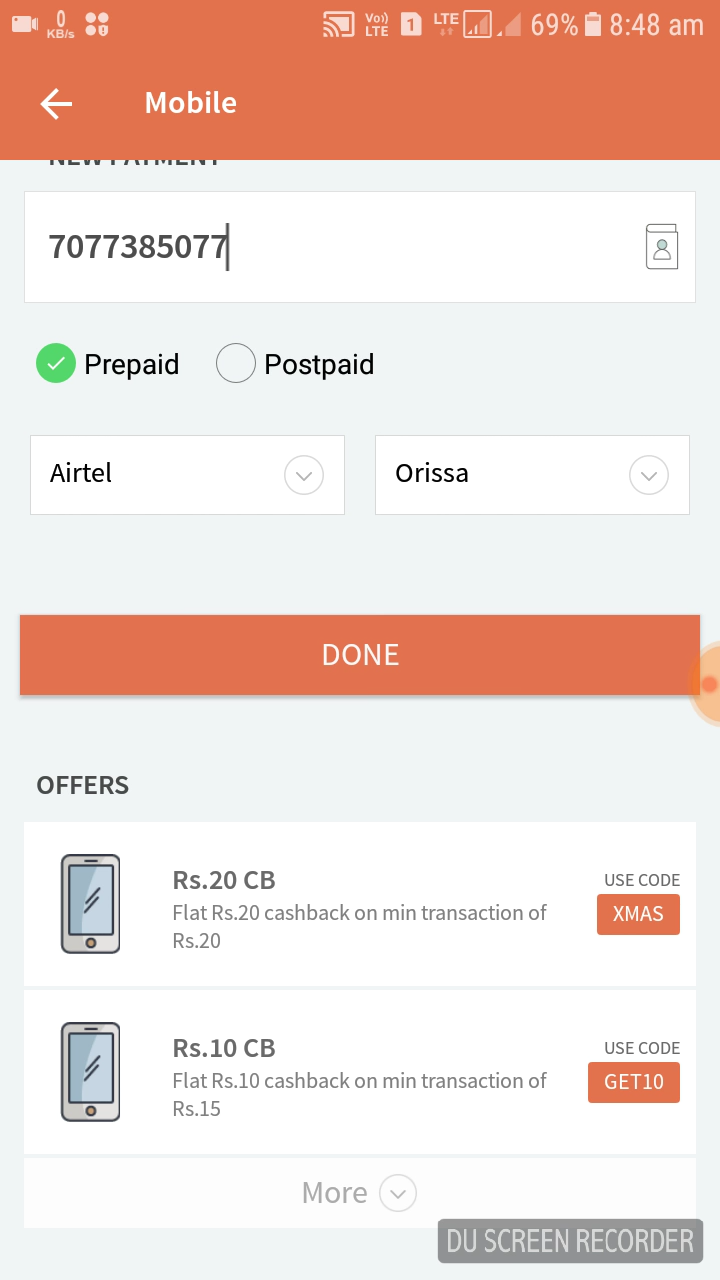 0
KB/s
Vo))
LTE
1
LTE
69%
8:48 am
Mobile
NEW PAYMENT
7077385077
Prepaid
Postpaid
Airtel
Orissa
DONE
OFFERS
Rs.20 CB
Flat Rs.20 cashback on min transaction of
Rs.20
USE CODE
XMAS
Rs.10 CB
Flat Rs.10 cashback on min transaction of
Rs.15
USE CODE
GET10
More
DU SCREEN RECORDER